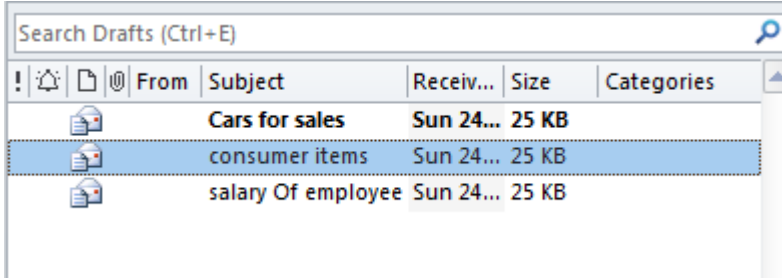 Search Drafts (Ctrl+E)
! From Subject Receiv... Size Categories
Cars for sales Sun 24... 25 KB
consumer items Sun 24... 25 KB
salary Of employee Sun 24... 25 KB